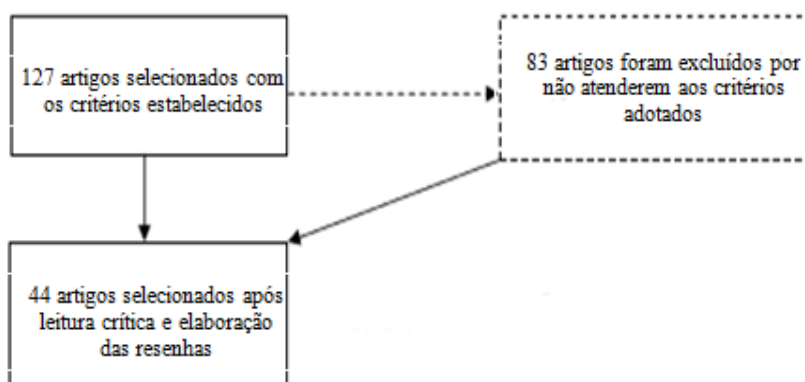 127 artigos selecionados com
os critérios estabelecidos
83 artigos foram excluídos por
não atenderem aos critérios
adotados
44 artigos selecionados após
leitura crítica e elaboração
das resenhas